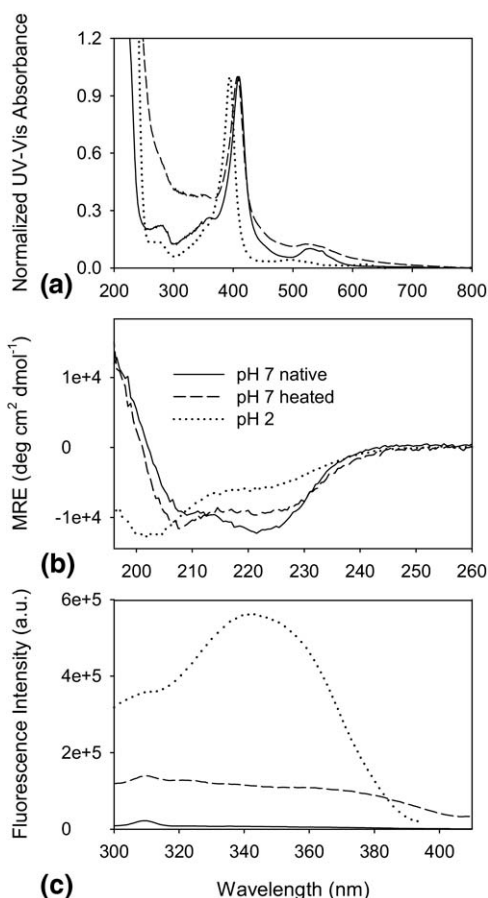 Normalized UV-Vis Absorbance
1.2
0.9
0.6
0.3
0.0
200 300 400 500 600 700 800
(a)
MRE (deg cm² dmol⁻¹)
1e+4
0
-1e+4
pH 7 native
pH 7 heated
pH 2
200 210 220 230 240 250 260
(b)
Fluorescence Intensity (a.u.)
6e+5
4e+5
2e+5
0
300 320 340 360 380 400
(c)
Wavelength (nm)